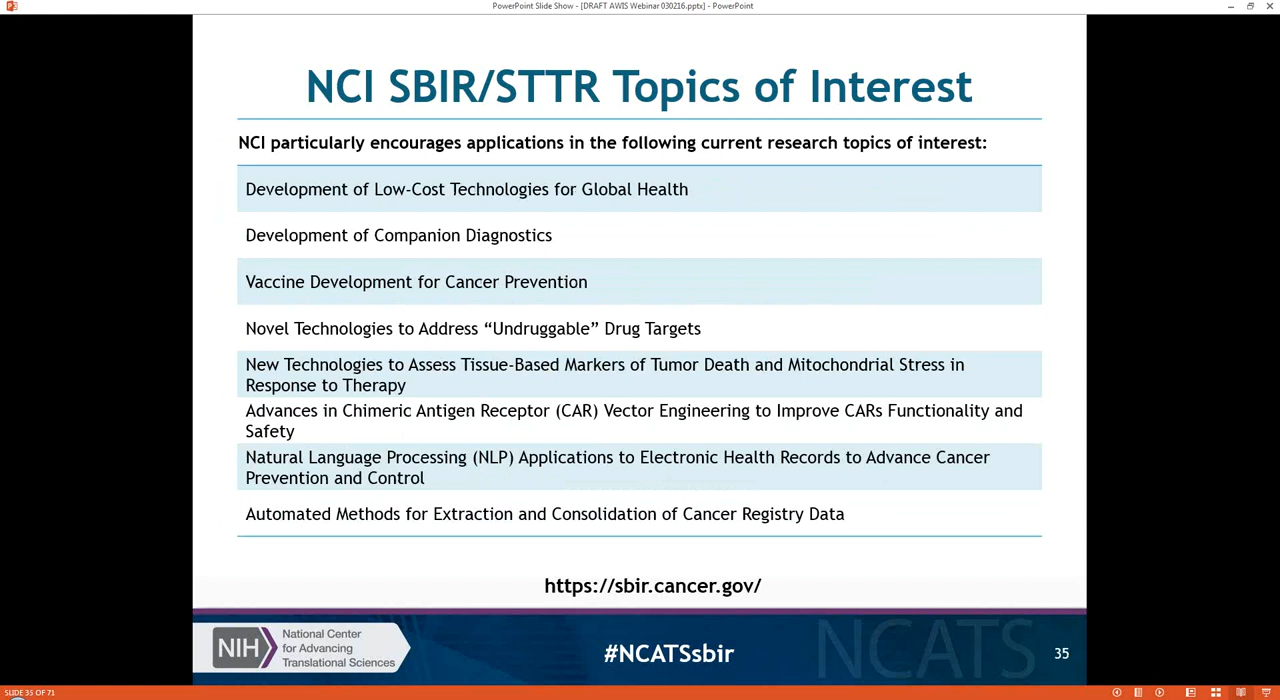 PowerPoint Slide Show - [DRAFT AWIS Webinar 030216.pptx] - PowerPoint
NCI SBIR/STTR Topics of Interest
NCI particularly encourages applications in the following current research topics of interest:
Development of Low-Cost Technologies for Global Health
Development of Companion Diagnostics
Vaccine Development for Cancer Prevention
Novel Technologies to Address “Undruggable” Drug Targets
New Technologies to Assess Tissue-Based Markers of Tumor Death and Mitochondrial Stress in
Response to Therapy
Advances in Chimeric Antigen Receptor (CAR) Vector Engineering to Improve CARs Functionality and
Safety
Natural Language Processing (NLP) Applications to Electronic Health Records to Advance Cancer
Prevention and Control
Automated Methods for Extraction and Consolidation of Cancer Registry Data
https://sbir.cancer.gov/
NIH
National Center
for Advancing
Translational Sciences
#NCATSsbir
NCATS
35
SLIDE 35 OF 71